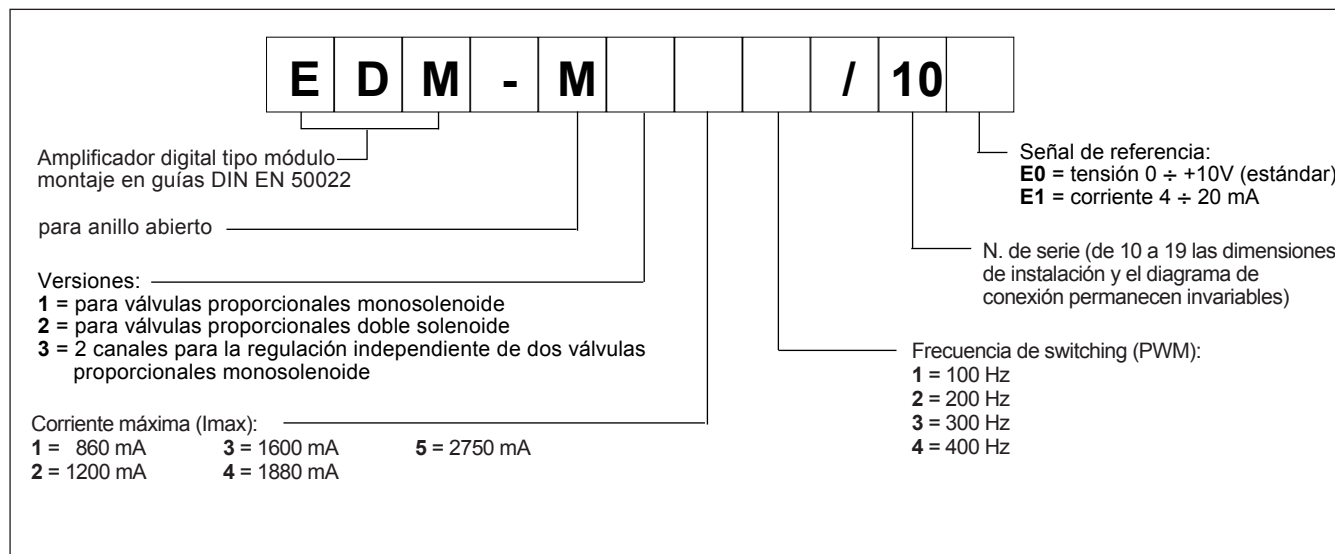 E D M - M / 10
Amplificador digital tipo módulo
montaje en guías DIN EN 50022
para anillo abierto
Versiones:
1 = para válvulas proporcionales monosolenoide
2 = para válvulas proporcionales doble solenoide
3 = 2 canales para la regulación independiente de dos válvulas
proporcionales monosolenoide
Corriente máxima (Imax):
1 = 860 mA 3 = 1600 mA 5 = 2750 mA
2 = 1200 mA 4 = 1880 mA
Señal de referencia:
E0 = tensión 0 ÷ +10V (estándar)
E1 = corriente 4 ÷ 20 mA
N. de serie (de 10 a 19 las dimensiones
de instalación y el diagrama de
conexión permanecen invariables)
Frecuencia de switching (PWM):
1 = 100 Hz
2 = 200 Hz
3 = 300 Hz
4 = 400 Hz